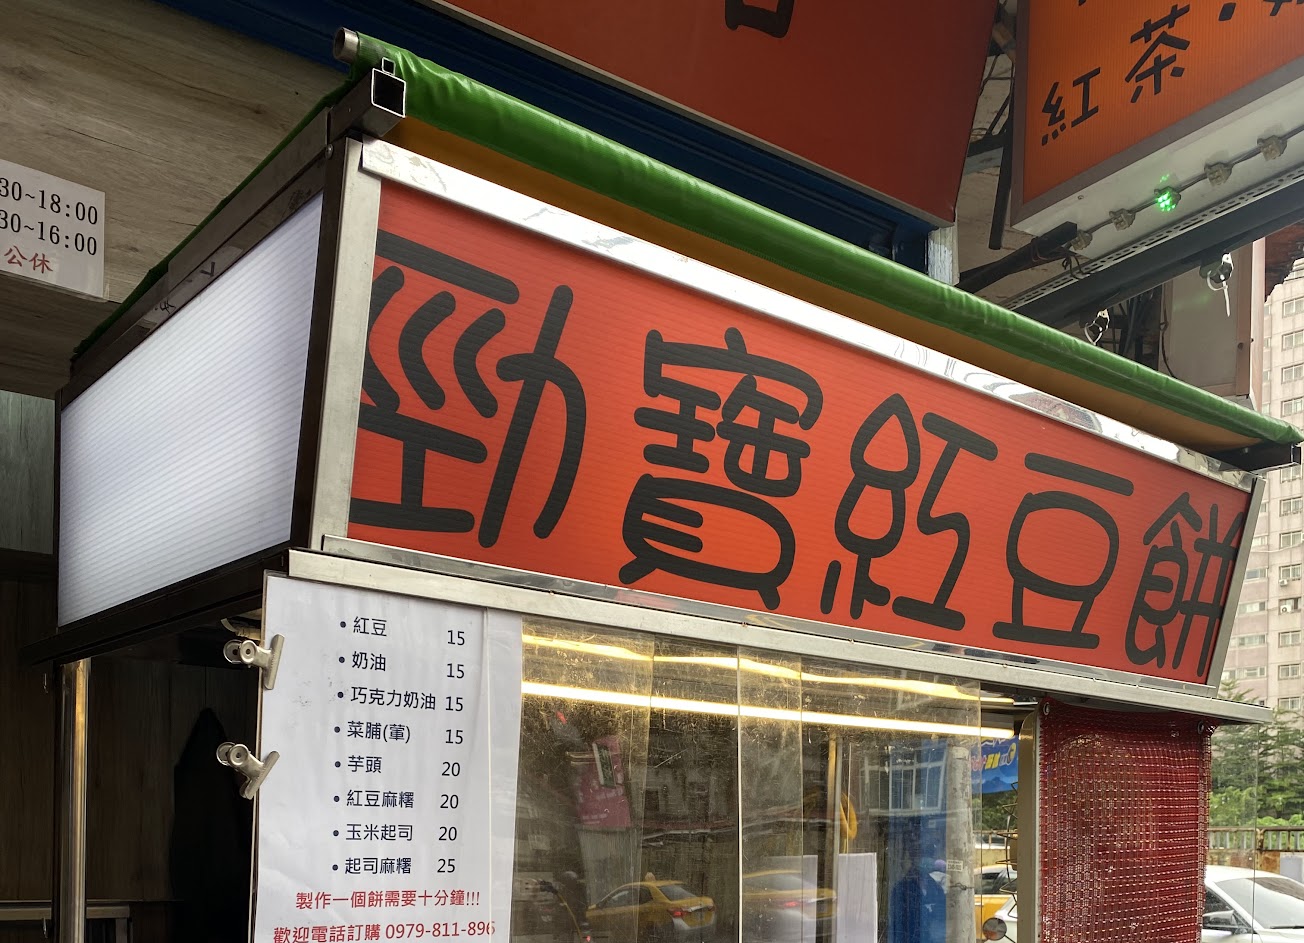 紅茶
30~18:00
30~16:00
公休
勁寶紅豆餅
• 紅豆 15
• 奶油 15
• 巧克力奶油 15
• 菜脯(葷) 15
• 芋頭 20
• 紅豆麻糬 20
• 玉米起司 20
• 起司麻糬 25
製作一個餅需要十分鐘!!!
歡迎電話訂購 0979-811-896